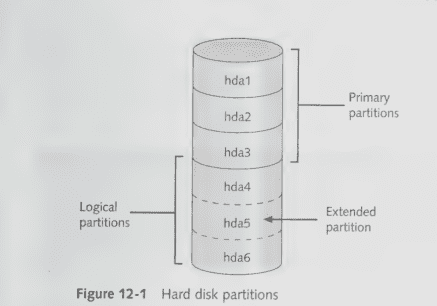 hda1
hda2
hda3
hda4
hda5
hda6
Primary
partitions
Logical
partitions
Extended
partition
Figure 12-1 Hard disk partitions